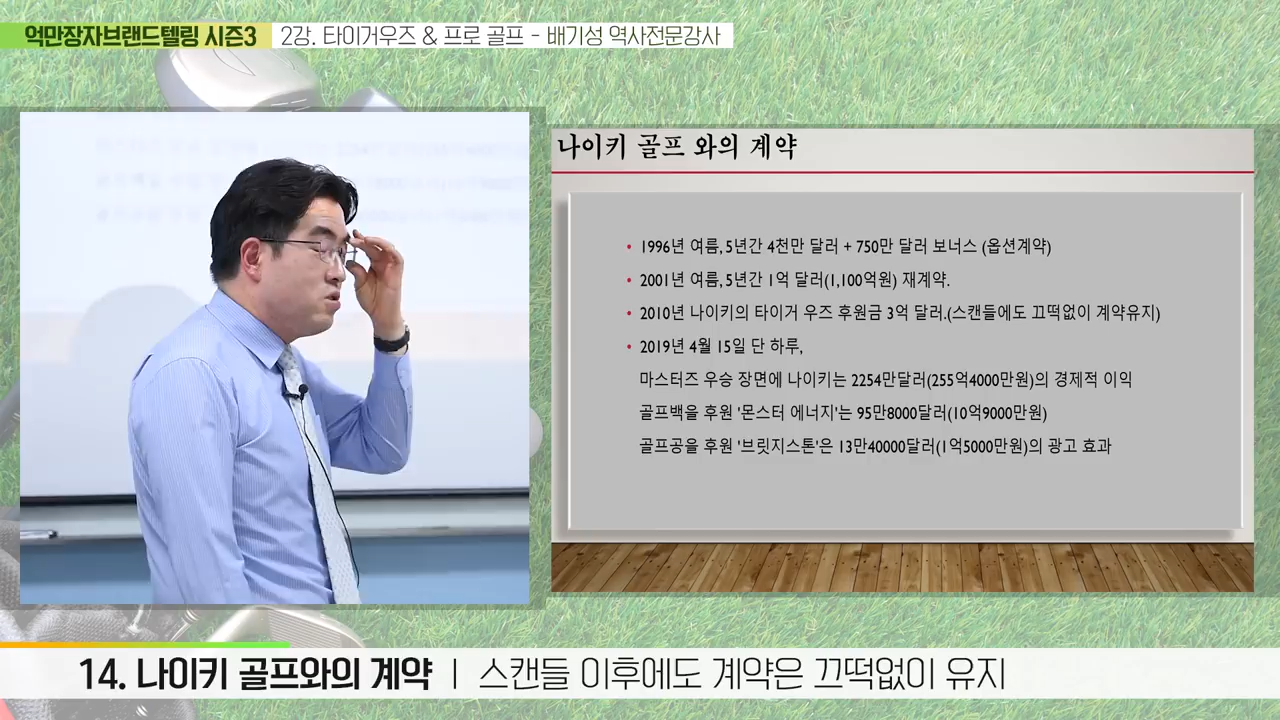 억만장자브랜드텔링 시즌3 2강. 타이거우즈 & 프로 골프 - 배기성 역사전문강사
나이키 골프 와의 계약
• 1996년 여름, 5년간 4천만 달러 + 750만 달러 보너스 (옵션계약)
• 2001년 여름, 5년간 1억 달러(1,100억원) 재계약.
• 2010년 나이키의 타이거 우즈 후원금 3억 달러.(스캔들에도 끄떡없이 계약유지)
• 2019년 4월 15일 단 하루,
마스터즈 우승 장면에 나이키는 2254만달러(255억4000만원)의 경제적 이익
골프백을 후원 '몬스터 에너지'는 95만8000달러(10억9000만원)
골프공을 후원 '브릿지스톤'은 13만40000달러(1억5000만원)의 광고 효과
14. 나이키 골프와의 계약 | 스캔들 이후에도 계약은 끄떡없이 유지